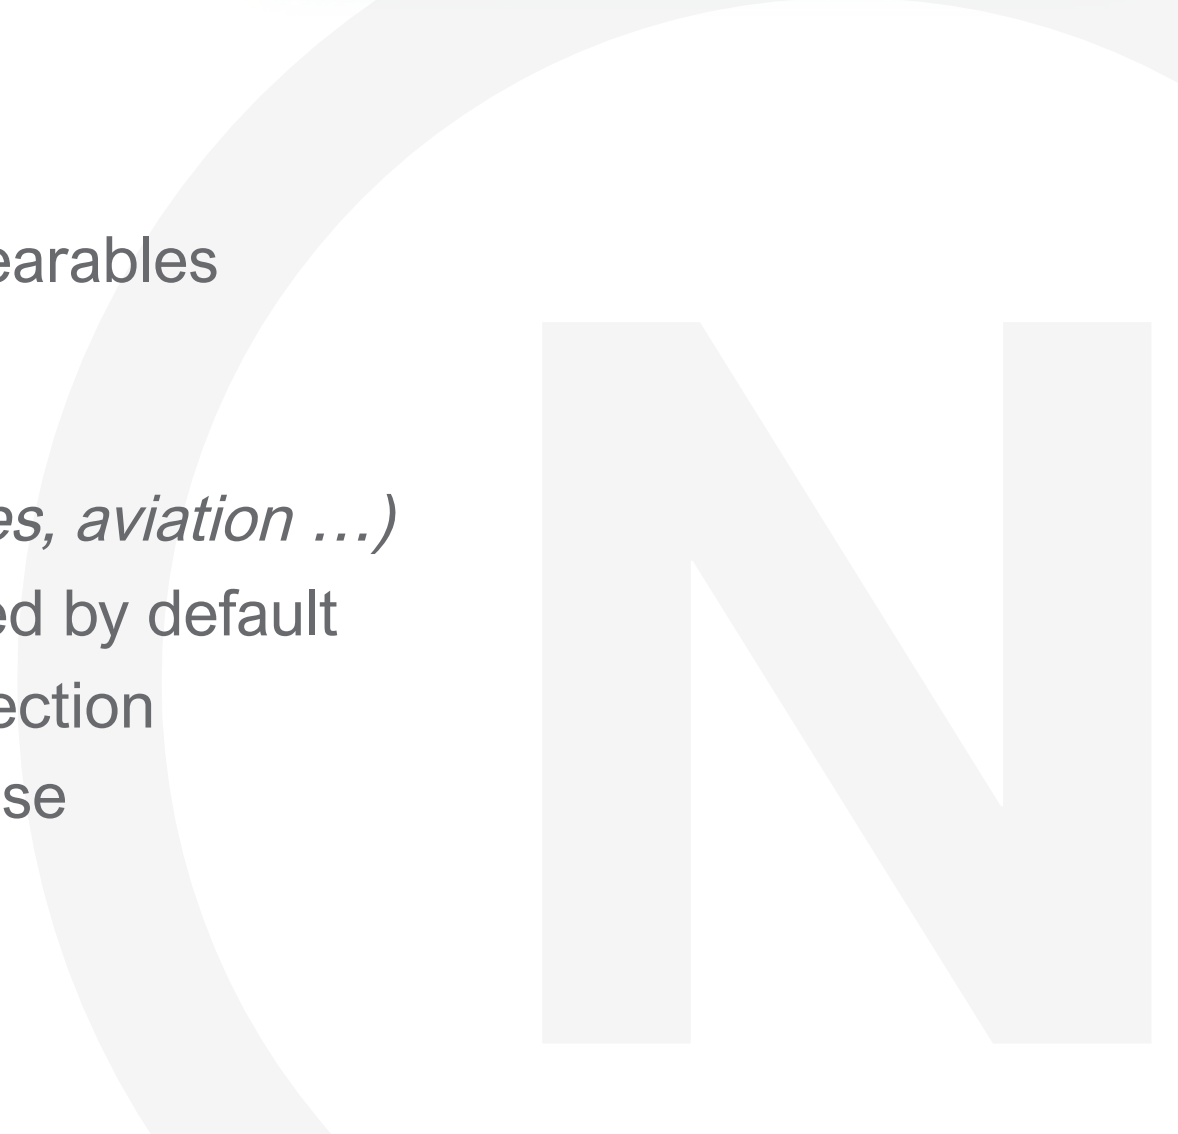 earables
es, aviation …)
ed by default
ection
se
N